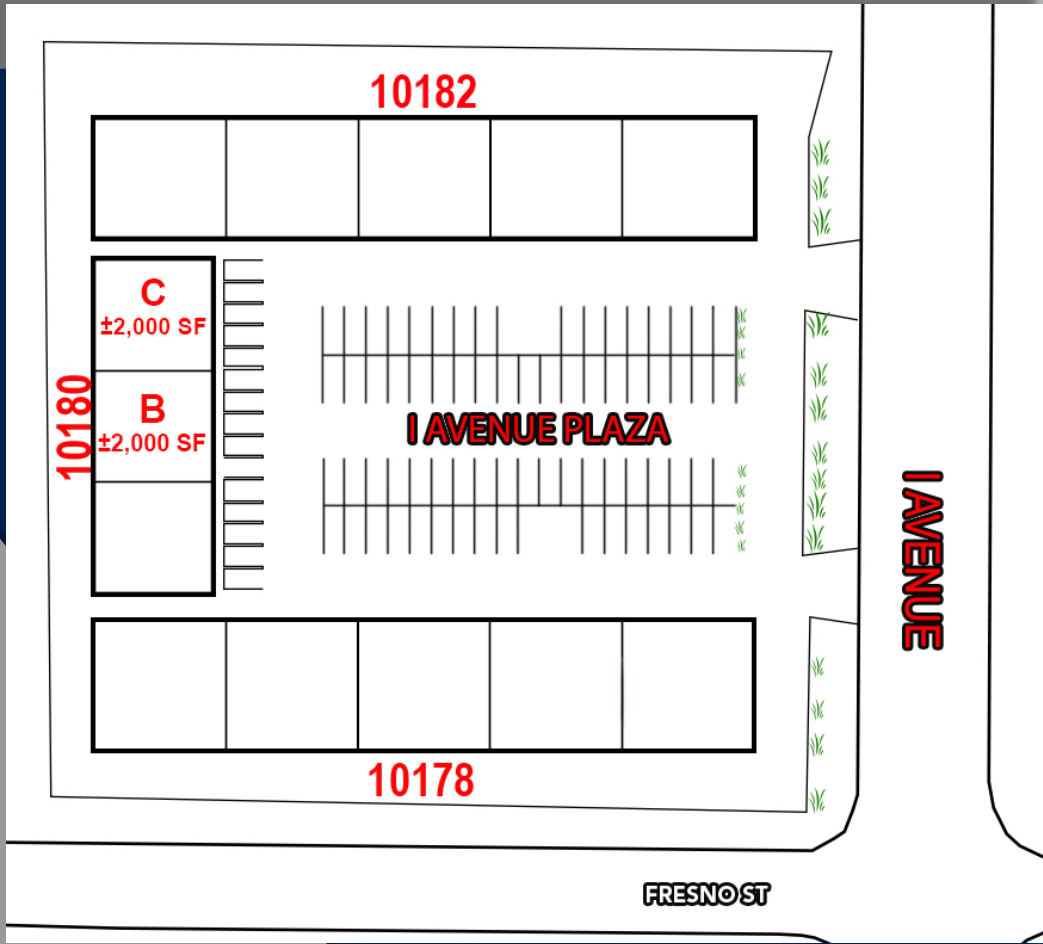 10182
C
±2,000 SF
10180
B
±2,000 SF
I AVENUE PLAZA
I AVENUE
10178
FRESNO ST